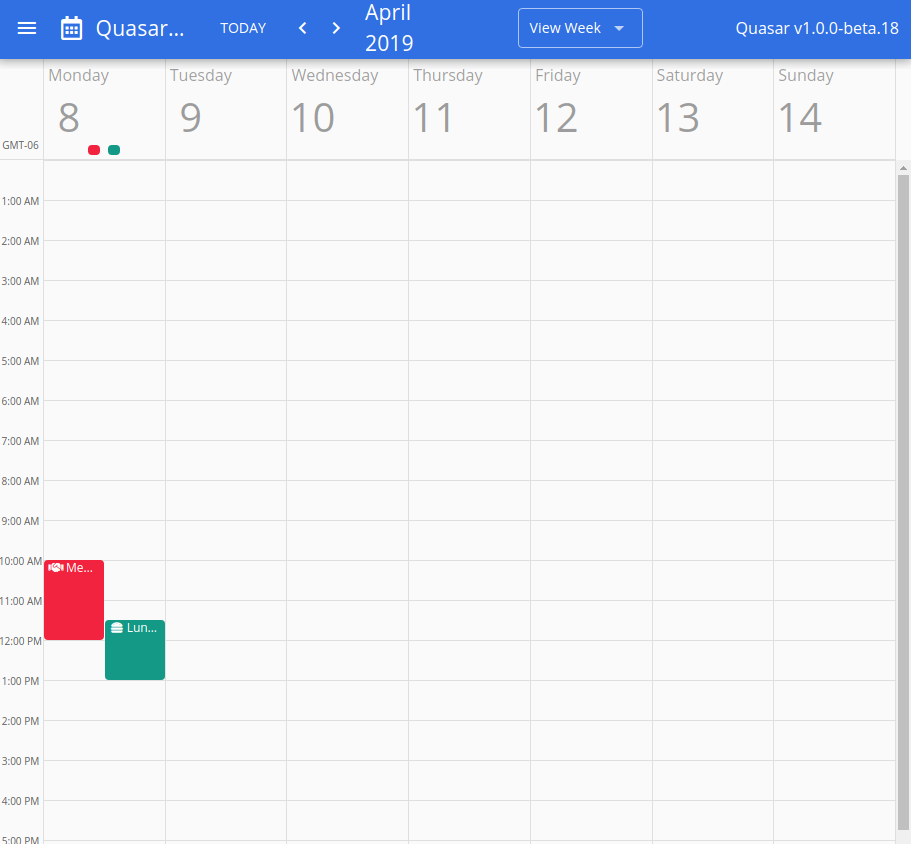 Quasar...
TODAY
April
2019
View Week
Quasar v1.0.0-beta.18
Monday
Tuesday
Wednesday
Thursday
Friday
Saturday
Sunday
8
9
10
11
12
13
14
GMT-06
1:00 AM
2:00 AM
3:00 AM
4:00 AM
5:00 AM
6:00 AM
7:00 AM
8:00 AM
9:00 AM
10:00 AM
Me...
11:00 AM
Lun...
12:00 PM
1:00 PM
2:00 PM
3:00 PM
4:00 PM
5:00 PM